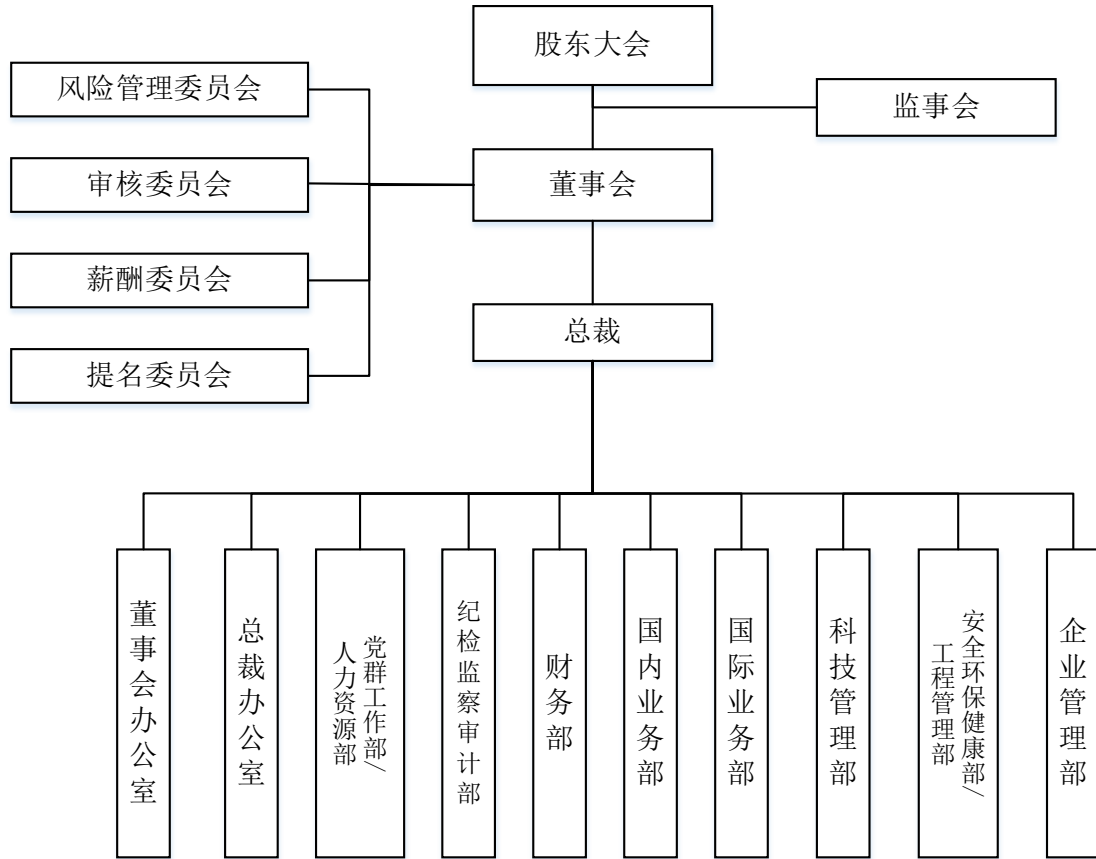 股东大会
风险管理委员会
监事会
审核委员会
董事会
薪酬委员会
总裁
提名委员会
董事会办公室
总裁办公室
党群工作部/
人力资源部
纪检监察审计部
财务部
国内业务部
国际业务部
科技管理部
安全环保健康部/
工程管理部
企业管理部